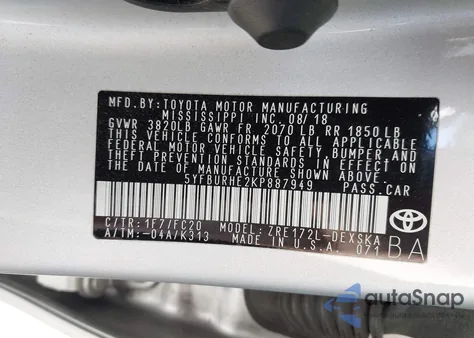 MFD.BY: TOYOTA MOTOR MANUFACTURING
MISSISSIPPI INC. 08/18
GVWR 3820LB GAWR FR 2070 LB RR 1850 LB
THIS VEHICLE CONFORMS TO ALL APPLICABLE
FEDERAL MOTOR VEHICLE SAFETY, BUMPER, AND
THEFT PREVENTION STANDARDS IN EFFECT ON
THE DATE OF MANUFACTURE SHOWN ABOVE.
5YFBURHE2KP887949 PASS.CAR
C/TR: 1F7/FC20 MODEL: ZRE172L-DEXSKA
A/TM: -04A/K313 MADE IN U.S.A. 071
TOYOTA
BA
autoSnap